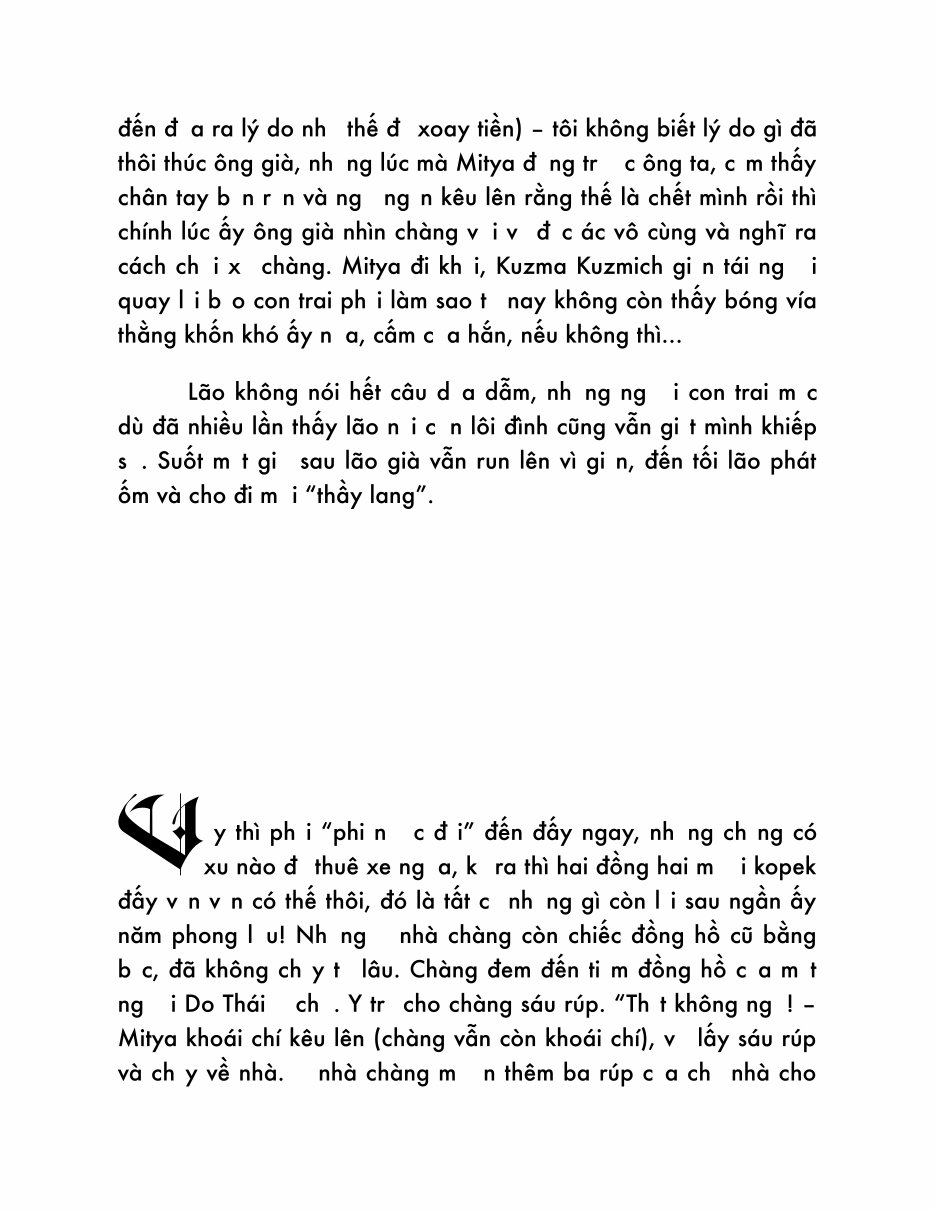 đến đ a ra lý do nh thế đ xoay tiền) – tôi không biết lý do gì đã
thôi thúc ông già, nh ng lúc mà Mitya đ ng tr c ông ta, c m thấy
chân tay b n r n và ng ng n kêu lên rằng thế là chết mình rồi thì
chính lúc ấy ông già nhìn chàng v i v đ c ác vô cùng và nghĩ ra
cách ch i x chàng. Mitya đi kh i, Kuzma Kuzmich gi n tái ng i
quay l i b o con trai ph i làm sao t nay không còn thấy bóng vía
thằng khốn khó ấy n a, cấm c a hắn, nếu không thì...
Lão không nói hết câu d a dẫm, nh ng ng i con trai m c
dù đã nhiều lần thấy lão n i c n lôi đình cũng vẫn gi t mình khiếp
s . Suốt m t gi sau lão già vẫn run lên vì gi n, đến tối lão phát
ốm và cho đi m i “thầy lang”.
V y thì ph i “phi n c đ i” đến đấy ngay, nh ng ch ng có
xu nào đ thuê xe ng a, k ra thì hai đồng hai m i kopek
đấy v n v n có thế thôi, đó là tất c nh ng gì còn l i sau ngần ấy
năm phong l u! Nh ng nhà chàng còn chiếc đồng hồ cũ bằng
b c, đã không ch y t lâu. Chàng đem đến ti m đồng hồ c a m t
ng i Do Thái ch . Y tr cho chàng sáu rúp. “Th t không ng ! –
Mitya khoái chí kêu lên (chàng vẫn còn khoái chí), v lấy sáu rúp
và ch y về nhà. nhà chàng m n thêm ba rúp c a ch nhà cho